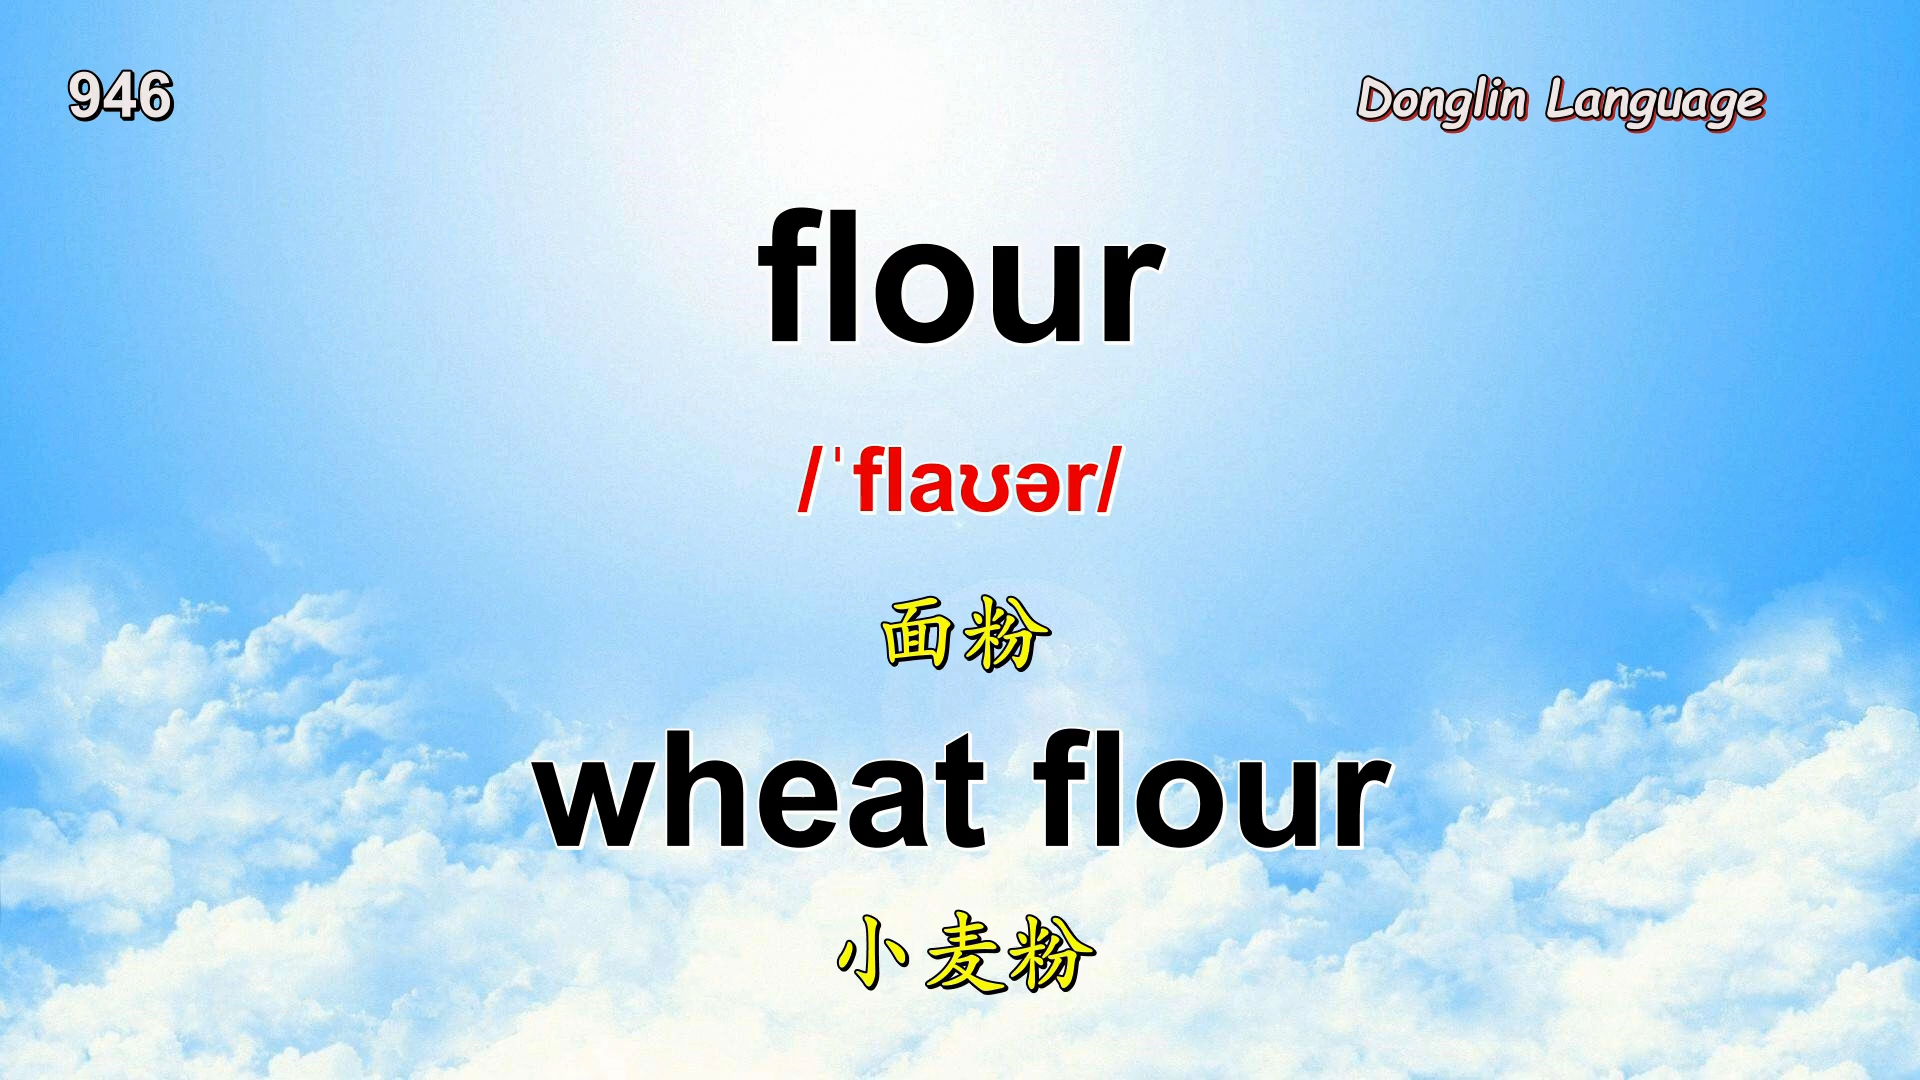 946
Donglin Language
flour
/ˈflaʊər/
面粉
wheat flour
小麦粉